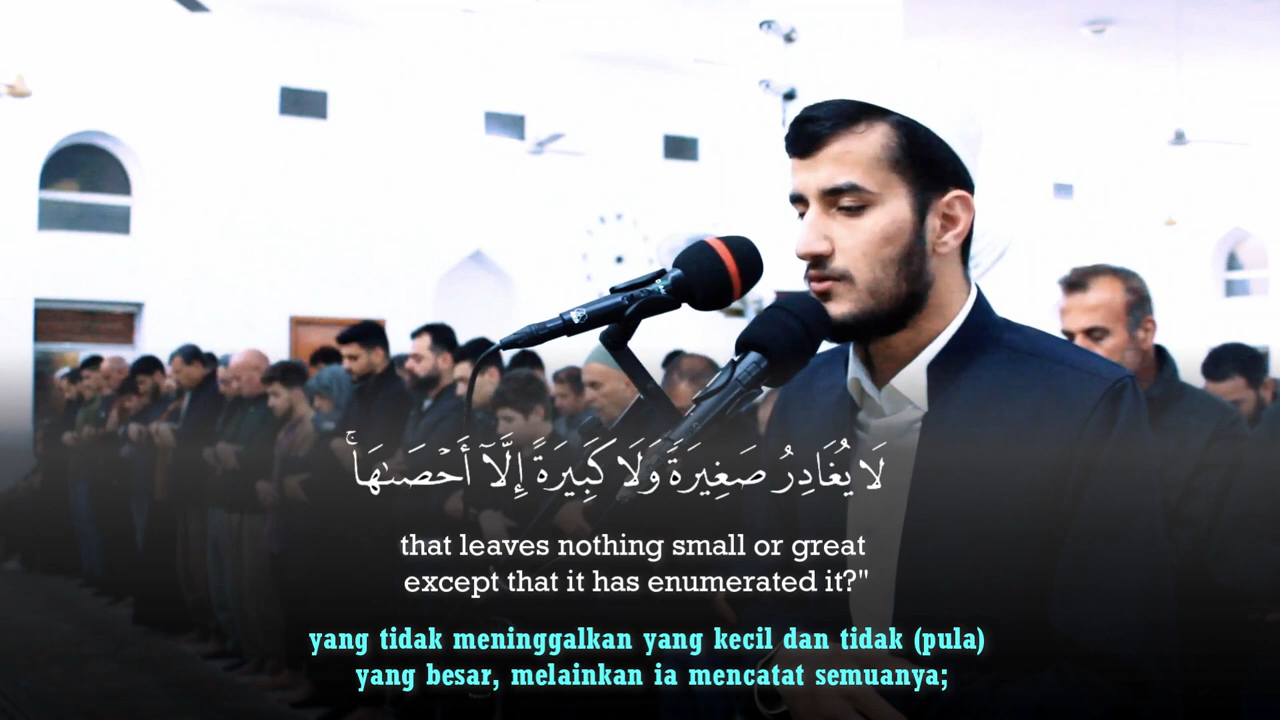 لَا يُغَادِرُ صَغِيرَةً وَلَا كَبِيرَةً إِلَّآ أَحْصَىٰهَا ۚ
that leaves nothing small or great
except that it has enumerated it?"
yang tidak meninggalkan yang kecil dan tidak (pula)
yang besar, melainkan ia mencatat semuanya;